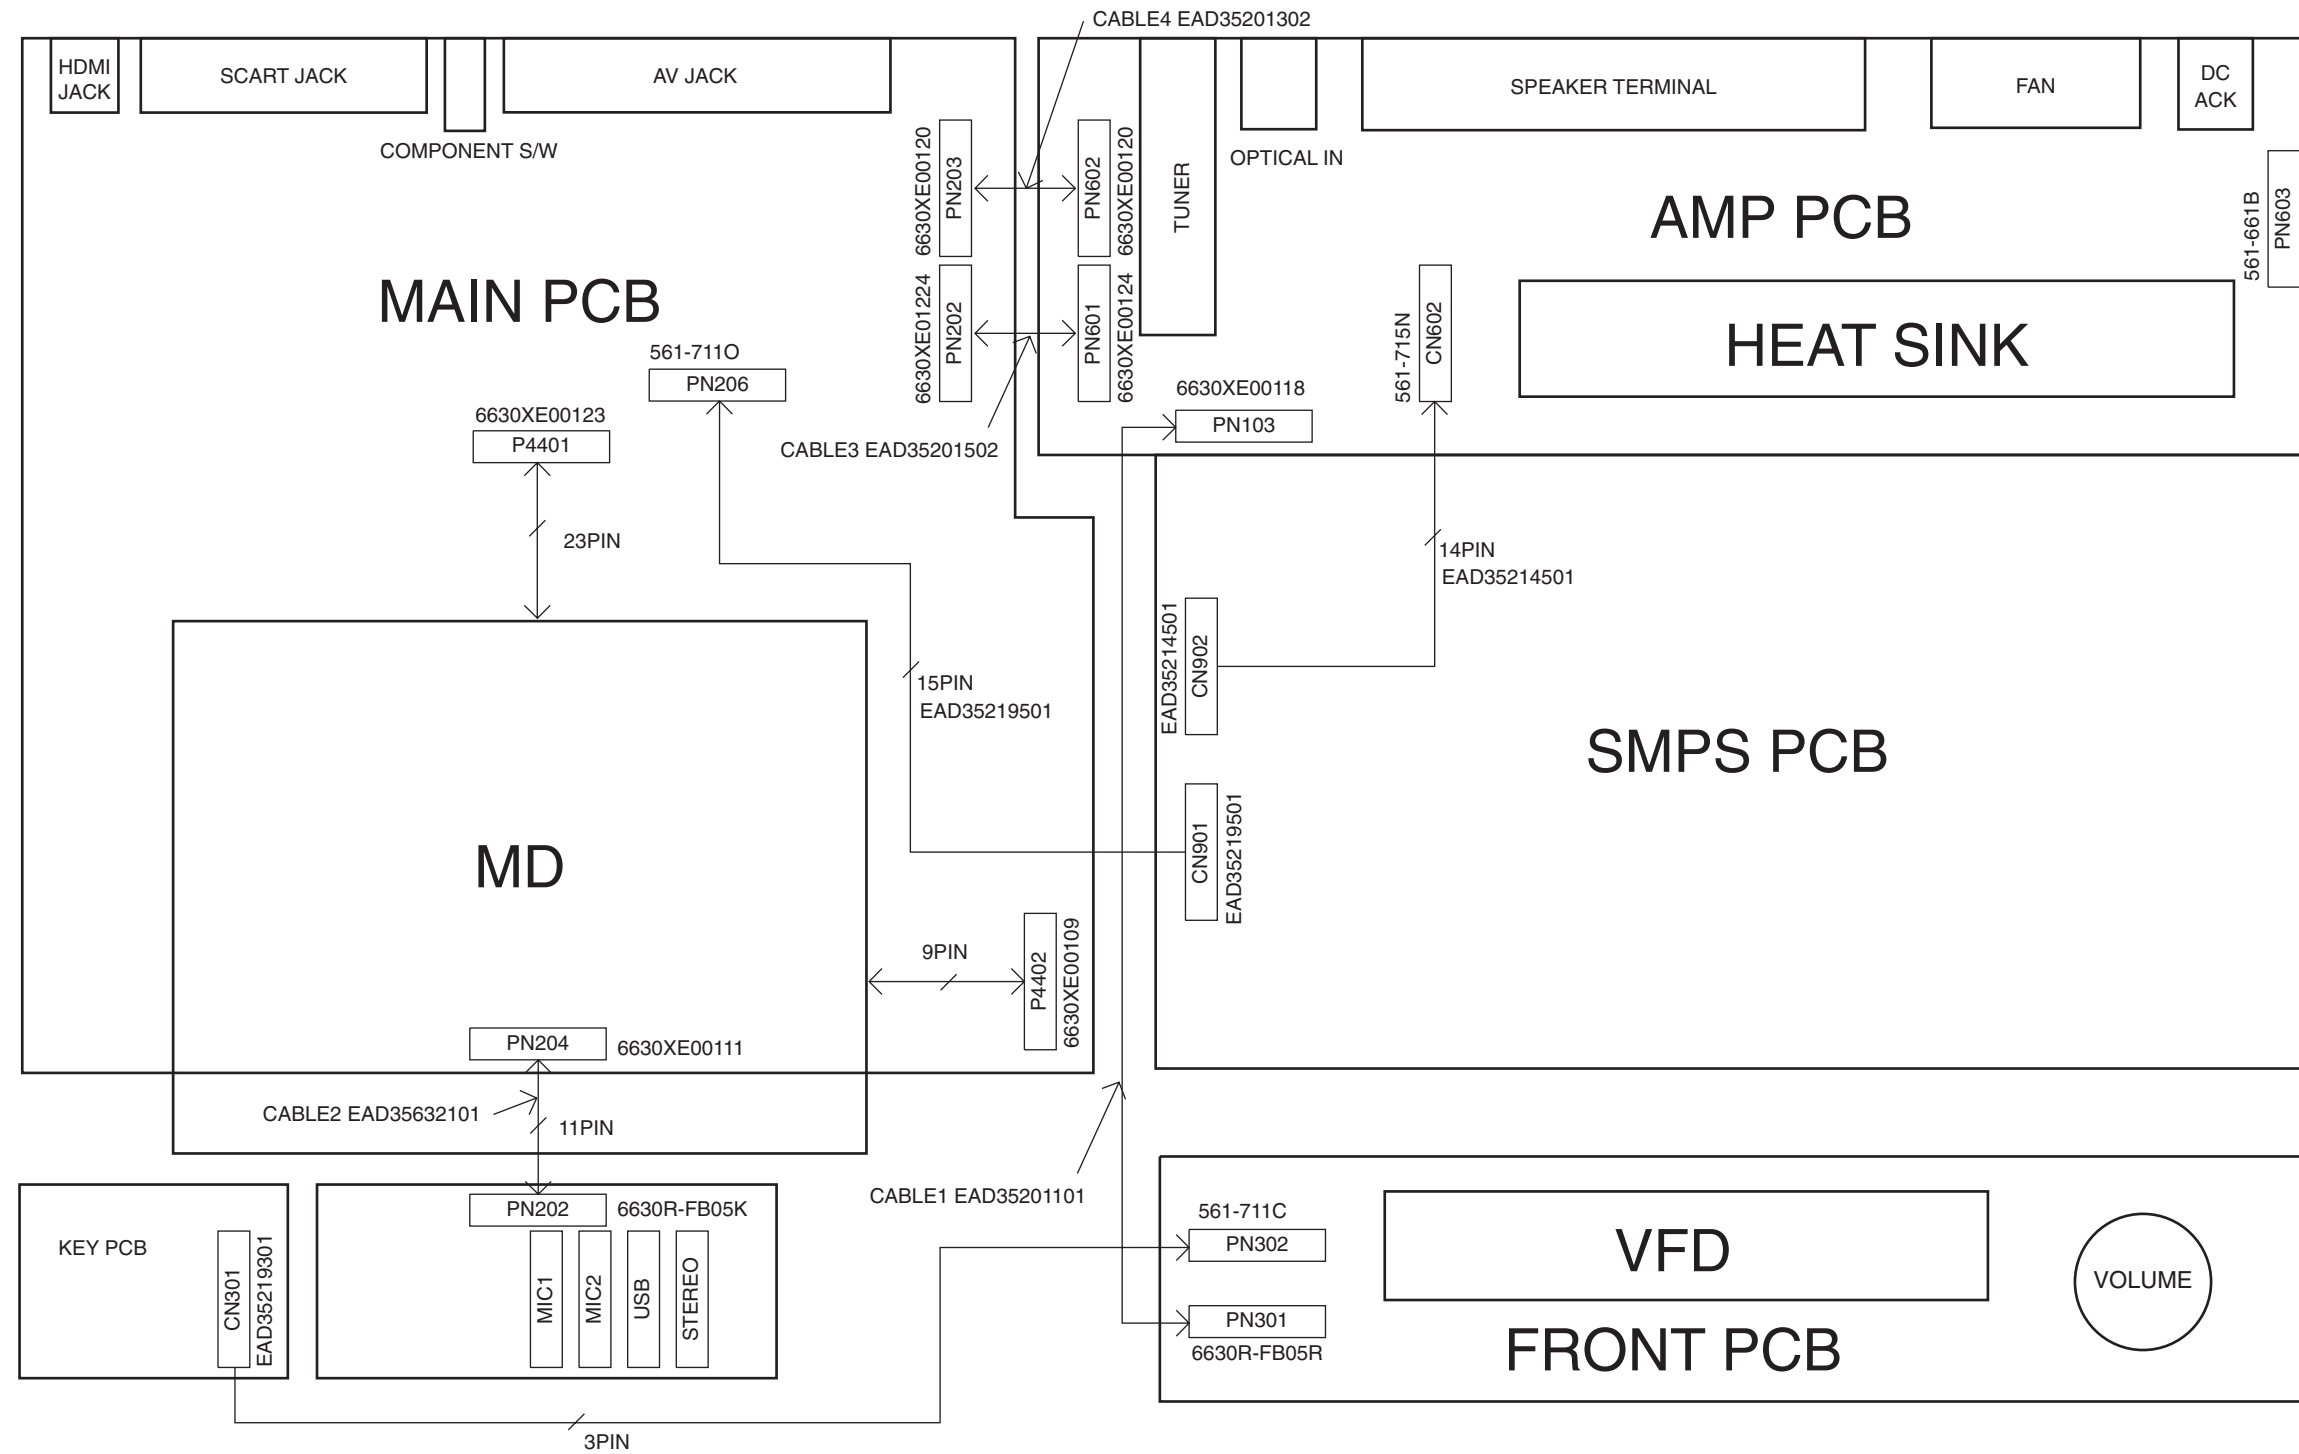 CABLE4 EAD35201302
HDMI
JACK
SCART JACK
AV JACK
COMPONENT S/W
SPEAKER TERMINAL
FAN
DC
ACK
OPTICAL IN
TUNER
6630XE00120
PN203
PN602
6630XE00120
AMP PCB
561-661B
PN603
MAIN PCB
6630XE01224
PN202
PN601
6630XE00124
561-715N
CN602
HEAT SINK
561-711O
PN206
6630XE00118
PN103
6630XE00123
P4401
CABLE3 EAD35201502
23PIN
14PIN
EAD35214501
EAD35214501
CN902
15PIN
EAD35219501
SMPS PCB
MD
CN901
EAD35219501
9PIN
P4402
6630XE00109
PN204
6630XE00111
CABLE2 EAD35632101
11PIN
CABLE1 EAD35201101
KEY PCB
CN301
EAD35219301
PN202
6630R-FB05K
MIC1
MIC2
USB
STEREO
561-711C
PN302
VFD
VOLUME
PN301
6630R-FB05R
FRONT PCB
3PIN